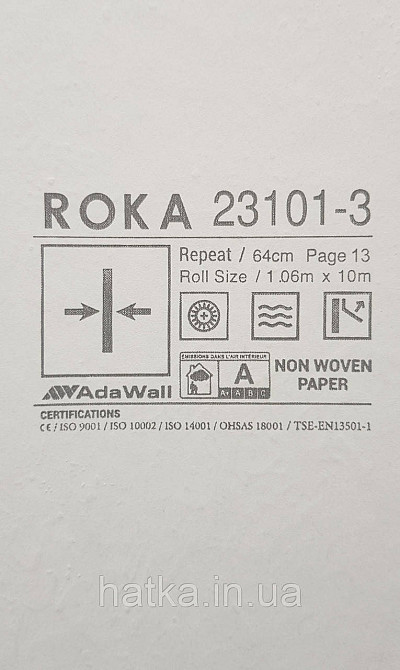 ROKA 23101-3
Repeat / 64cm Page 13
Roll Size / 1.06m x 10m
ÉMISSIONS DANS L'AIR INTÉRIEUR
A
A+ A B C
NON WOVEN
PAPER
AdaWall
CERTIFICATIONS
CE / ISO 9001 / ISO 10002 / ISO 14001 / OHSAS 18001 / TSE-EN13501-1
hatka.in.ua